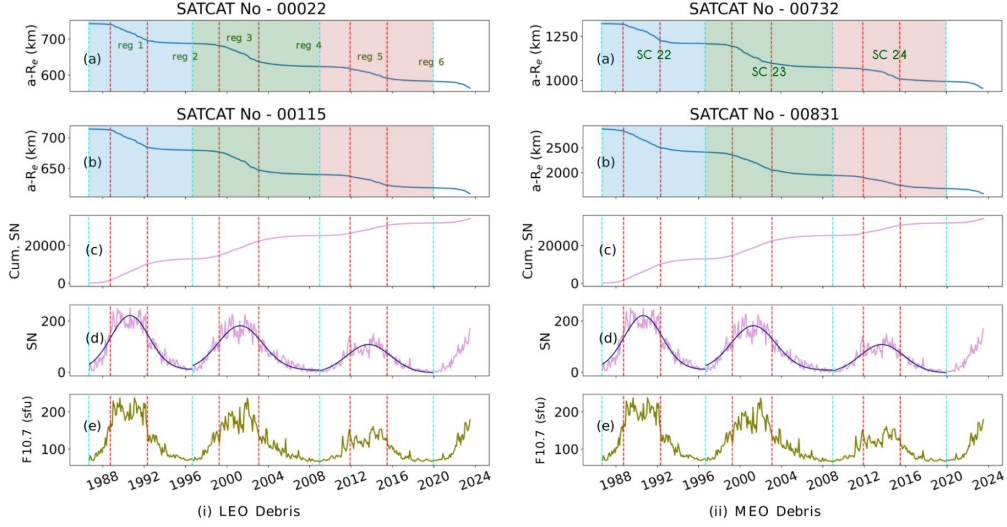 SATCAT No - 00022
a-Rₑ (km)
700
600
(a)
reg 1
reg 2
reg 3
reg 4
reg 5
reg 6
SATCAT No - 00115
a-Rₑ (km)
700
650
(b)
Cum. SN
20000
0
(c)
SN
200
0
(d)
F10.7 (sfu)
200
100
(e)
1988 1992 1996 2000 2004 2008 2012 2016 2020 2024
(i) LEO Debris
SATCAT No - 00732
a-Rₑ (km)
1250
1000
(a)
SC 22
SC 23
SC 24
SATCAT No - 00831
a-Rₑ (km)
2500
2000
(b)
Cum. SN
20000
0
(c)
SN
200
0
(d)
F10.7 (sfu)
200
100
(e)
1988 1992 1996 2000 2004 2008 2012 2016 2020 2024
(ii) MEO Debris